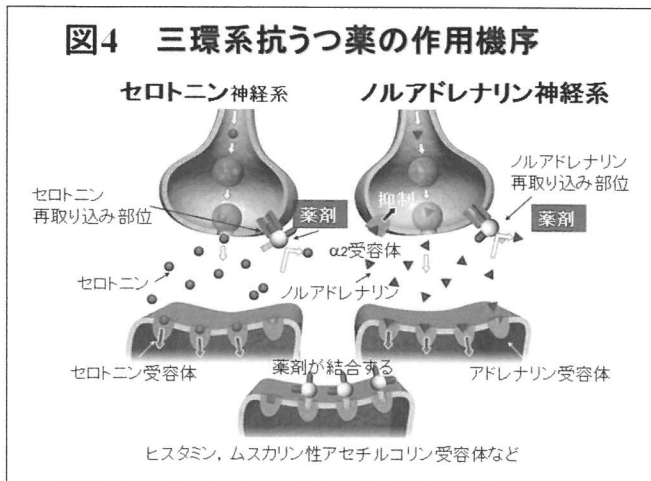 図4　三環系抗うつ薬の作用機序
セロトニン神経系
ノルアドレナリン神経系
セロトニン
再取り込み部位
薬剤
セロトニン
セロトニン受容体
抑制
α2受容体
ノルアドレナリン
ノルアドレナリン
再取り込み部位
薬剤
アドレナリン受容体
薬剤が結合する
ヒスタミン，ムスカリン性アセチルコリン受容体など